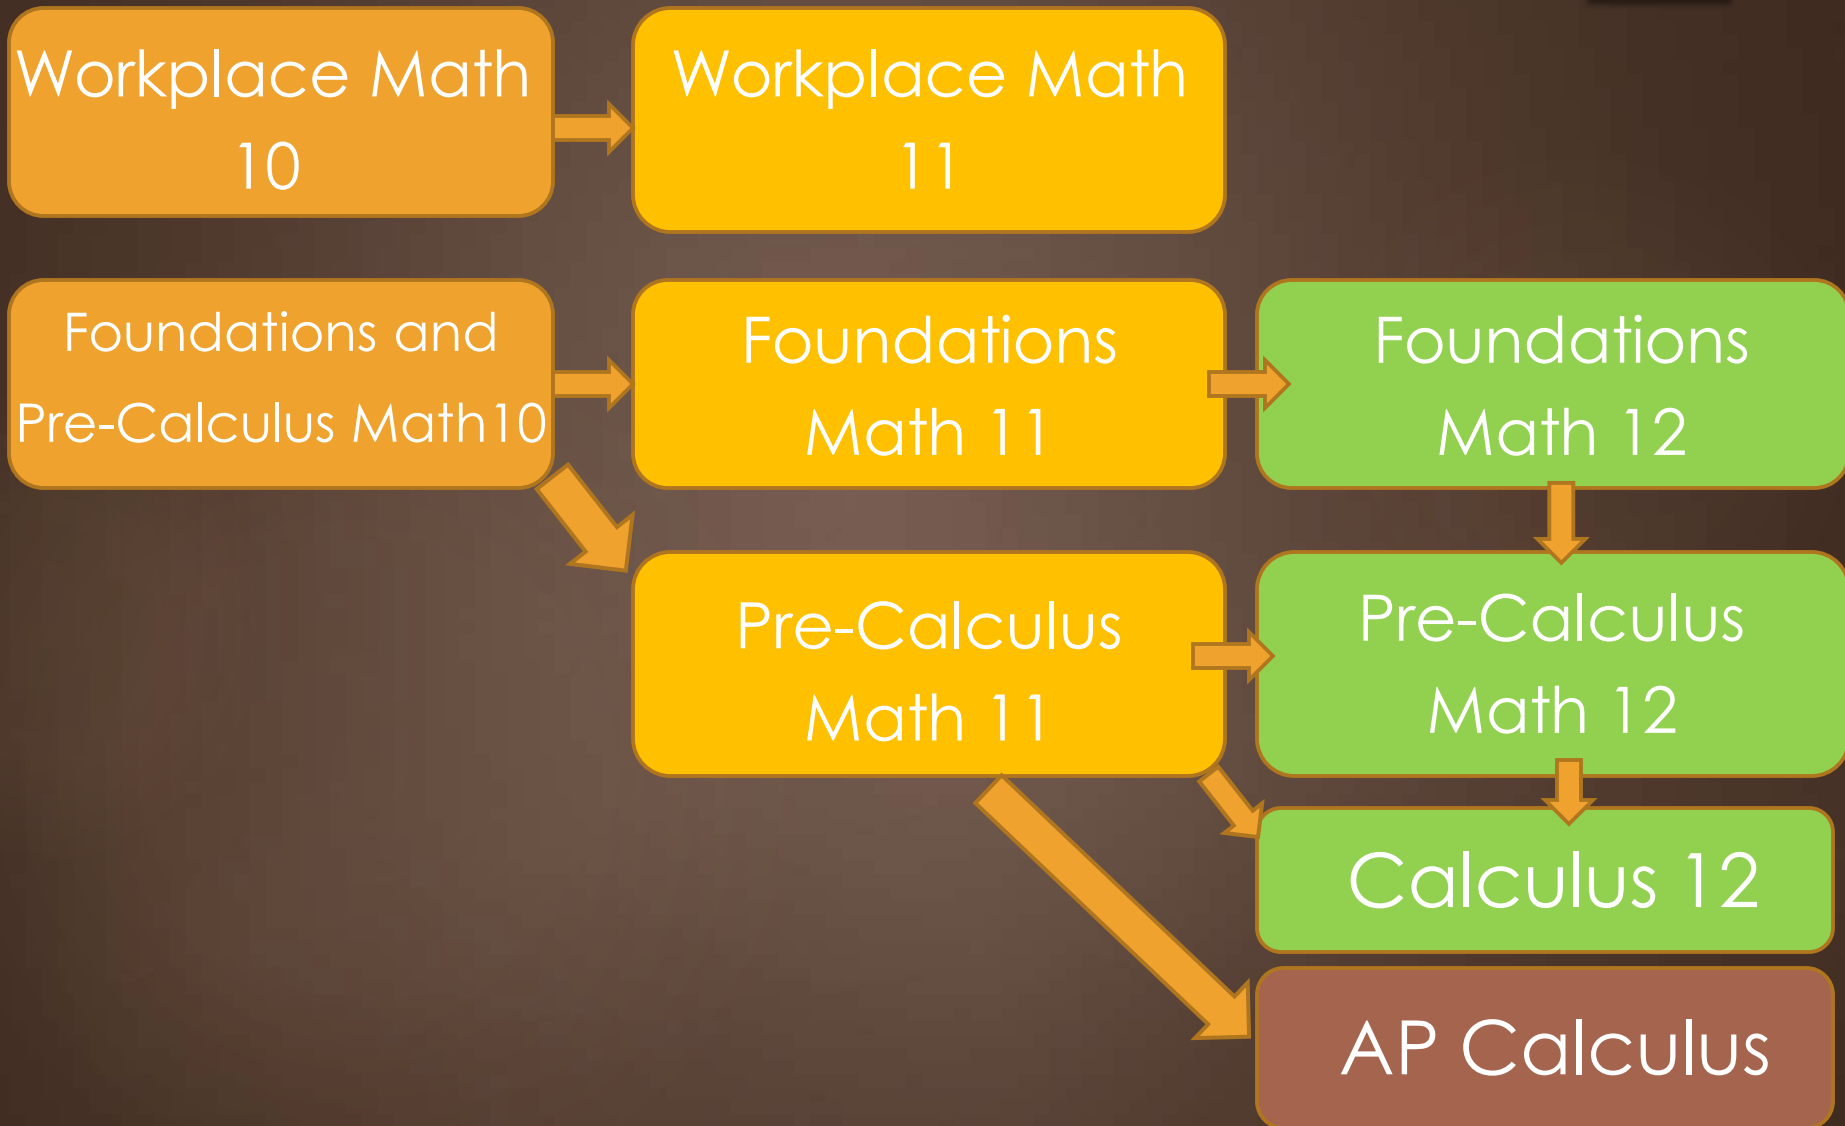 Workplace Math
10
Workplace Math
11
Foundations and
Pre-Calculus Math10
Foundations
Math 11
Foundations
Math 12
Pre-Calculus
Math 11
Pre-Calculus
Math 12
Calculus 12
AP Calculus